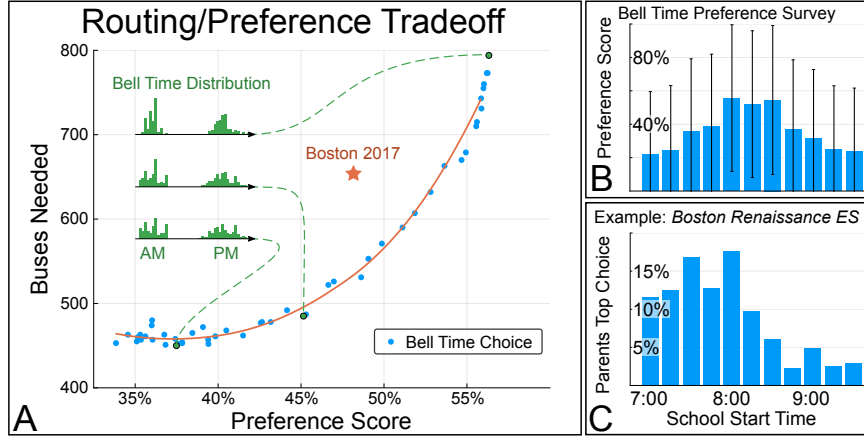 Routing/Preference Tradeoff
800
700
600
500
400
Buses Needed
Bell Time Distribution
AM
PM
Boston 2017
Bell Time Choice
35%
40%
45%
50%
55%
Preference Score
A
Bell Time Preference Survey
Preference Score
80%
40%
B
Example: Boston Renaissance ES
Parents Top Choice
15%
10%
5%
7:00
8:00
9:00
School Start Time
C